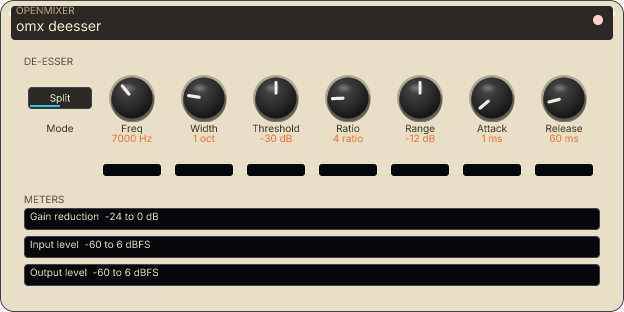 OPENMIXER
omx deesser
DE-ESSER
Split
Mode
Freq Width Threshold Ratio Range Attack Release
7000 Hz 1 oct -30 dB 4 ratio -12 dB 1 ms 60 ms
METERS
Gain reduction -24 to 0 dB
Input level -60 to 6 dBFS
Output level -60 to 6 dBFS